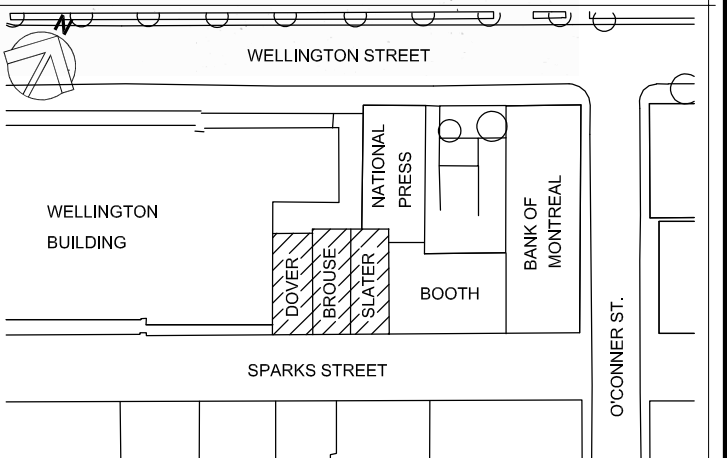 N
WELLINGTON STREET
NATIONAL
PRESS
WELLINGTON
BUILDING
BANK OF
MONTREAL
DOVER
BROUSE
SLATER
BOOTH
O'CONNER ST.
SPARKS STREET